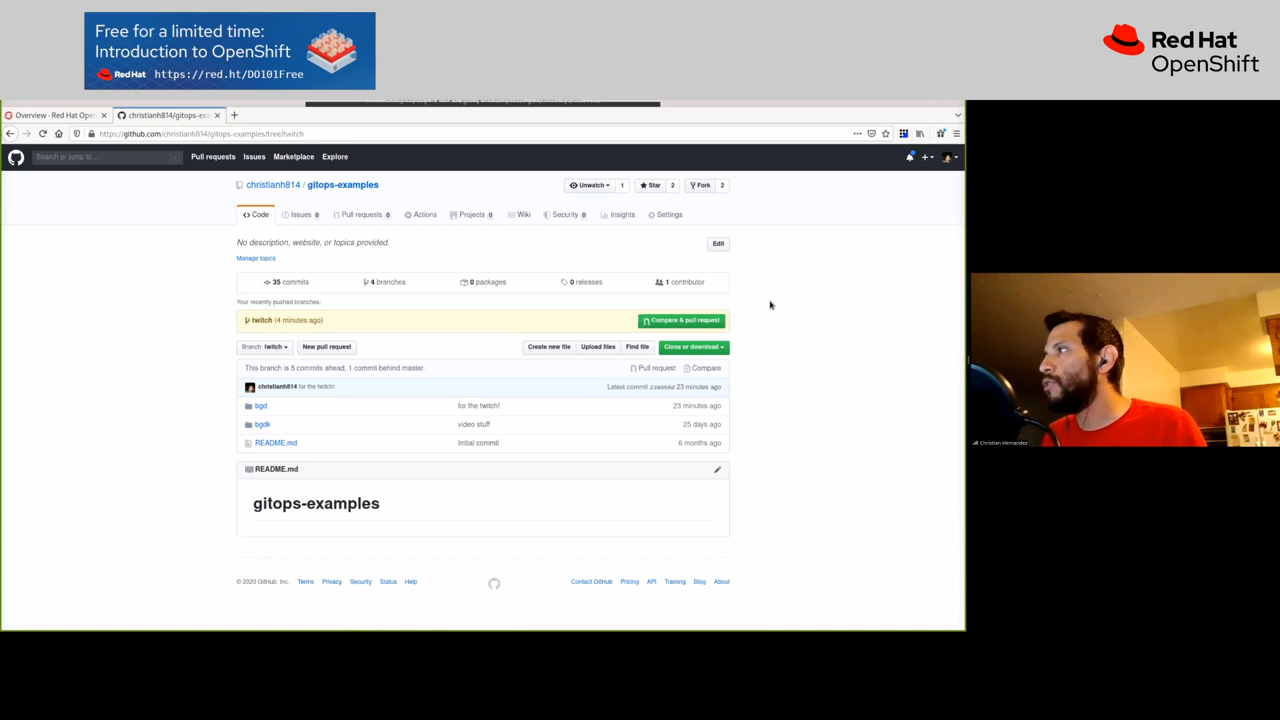 Free for a limited time:
Introduction to OpenShift
Red Hat https://red.ht/DO101Free
Red Hat
OpenShift
Overview - Red Hat Open
christianh814/gitops-exa
https://github.com/christianh814/gitops-examples/tree/twitch
Search or jump to... /
Pull requests Issues Marketplace Explore
christianh814 / gitops-examples
Unwatch 1 Star 2 Fork 2
Code Issues 0 Pull requests 0 Actions Projects 0 Wiki Security 0 Insights Settings
No description, website, or topics provided.
Edit
Manage topics
35 commits 4 branches 0 packages 0 releases 1 contributor
Your recently pushed branches:
twitch (4 minutes ago) Compare & pull request
Branch: twitch New pull request Create new file Upload files Find file Clone or download
This branch is 5 commits ahead, 1 commit behind master. Pull request Compare
christianh814 for the twitch! Latest commit 23 minutes ago
bgd for the twitch! 23 minutes ago
bgdk video stuff 25 days ago
README.md Initial commit 6 months ago
README.md
gitops-examples
© 2020 GitHub, Inc. Terms Privacy Security Status Help Contact GitHub Pricing API Training Blog About
Christian Hernandez